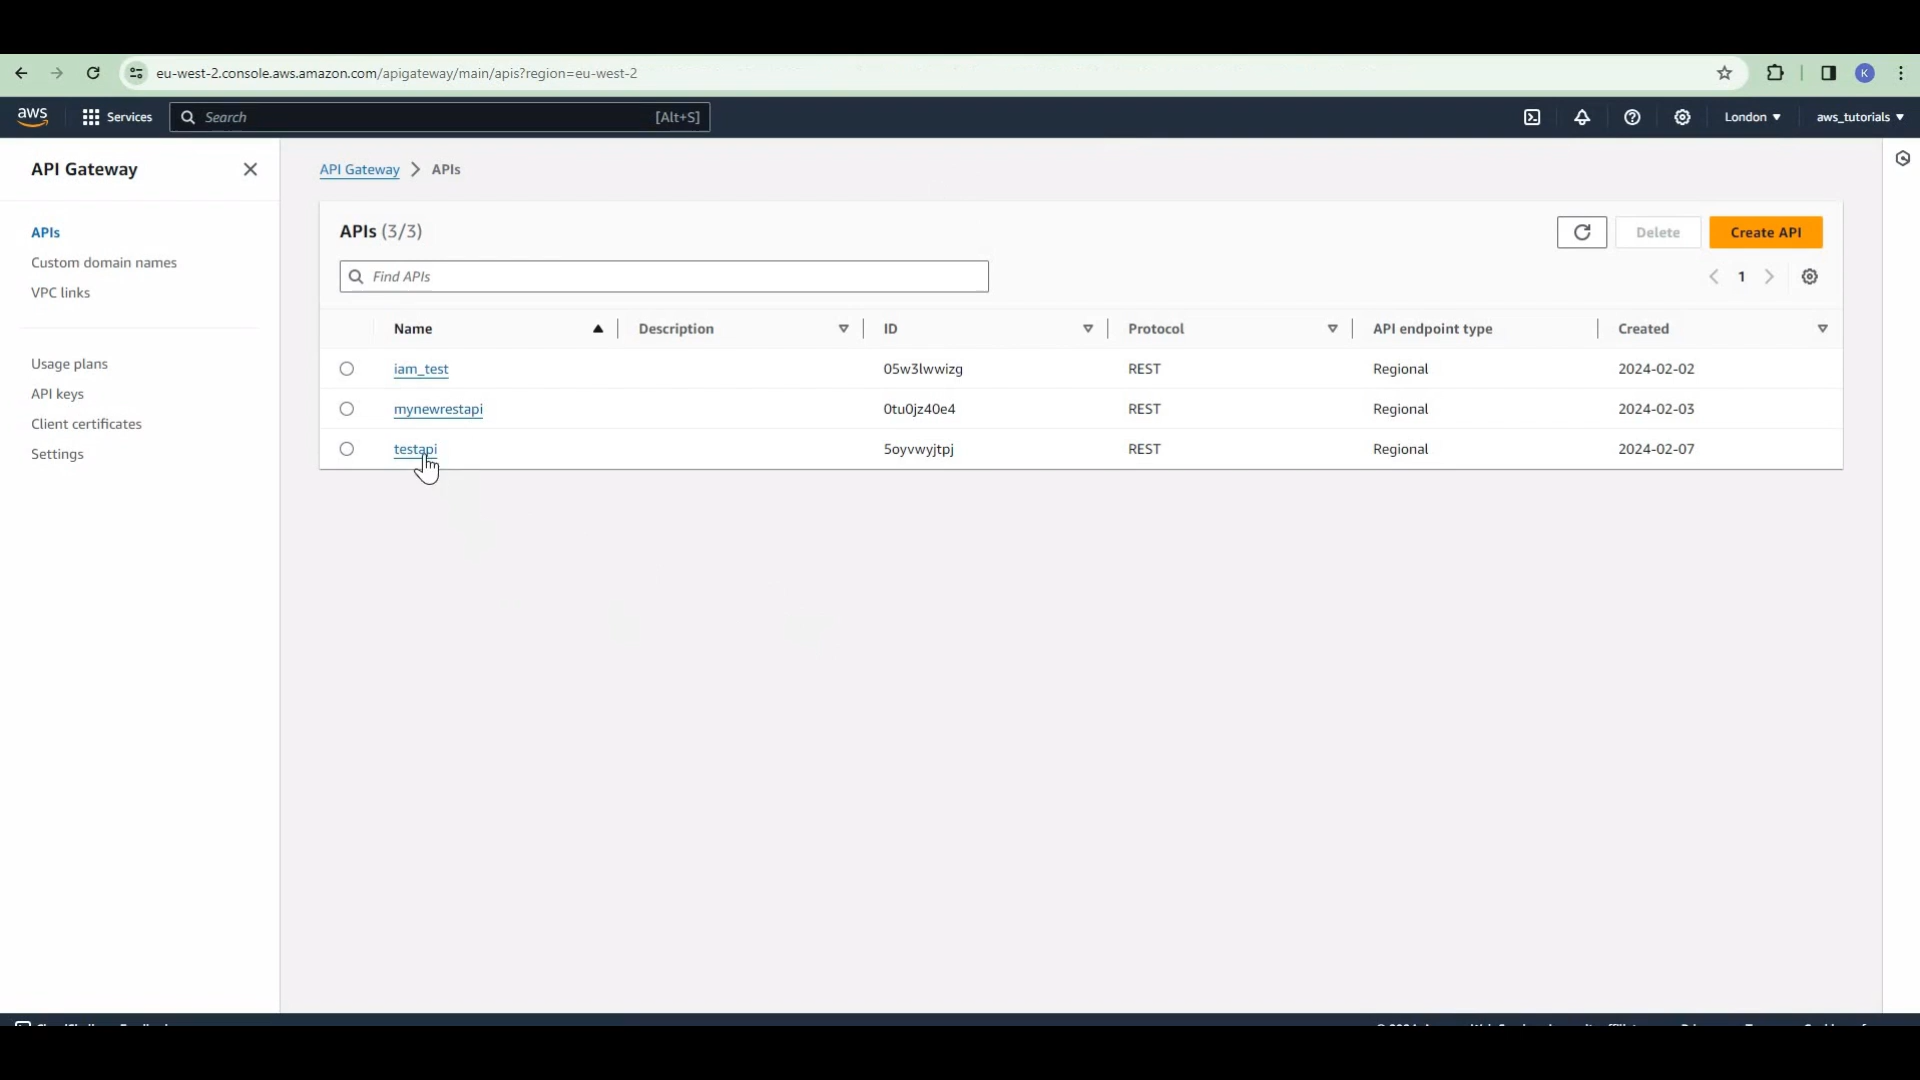 eu-west-2.console.aws.amazon.com/apigateway/main/apis?region=eu-west-2
K
aws
Services
Search
[Alt+S]
London
aws_tutorials
API Gateway
APIs
Custom domain names
VPC links
Usage plans
API keys
Client certificates
Settings
API Gateway
APIs
APIs (3/3)
Delete
Create API
Find APIs
1
Name Description ID Protocol API endpoint type Created
iam_test 05w3lwwizg REST Regional 2024-02-02
mynewrestapi 0tu0jz40e4 REST Regional 2024-02-03
testapi 5oyvwyjtpj REST Regional 2024-02-07